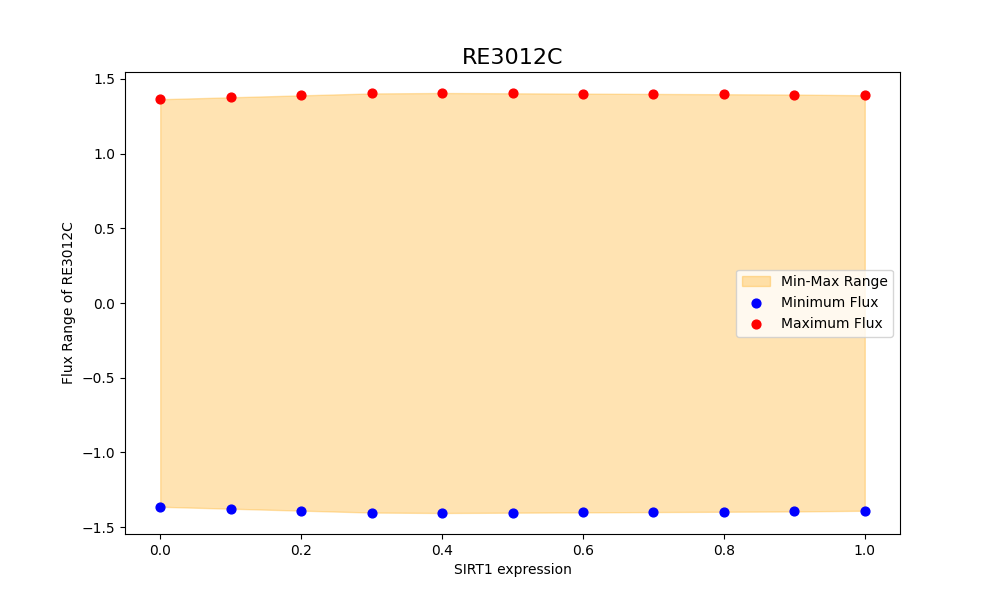 RE3012C
1.5
1.0
0.5
0.0
−0.5
−1.0
−1.5
Flux Range of RE3012C
Min-Max Range
Minimum Flux
Maximum Flux
0.0 0.2 0.4 0.6 0.8 1.0
SIRT1 expression